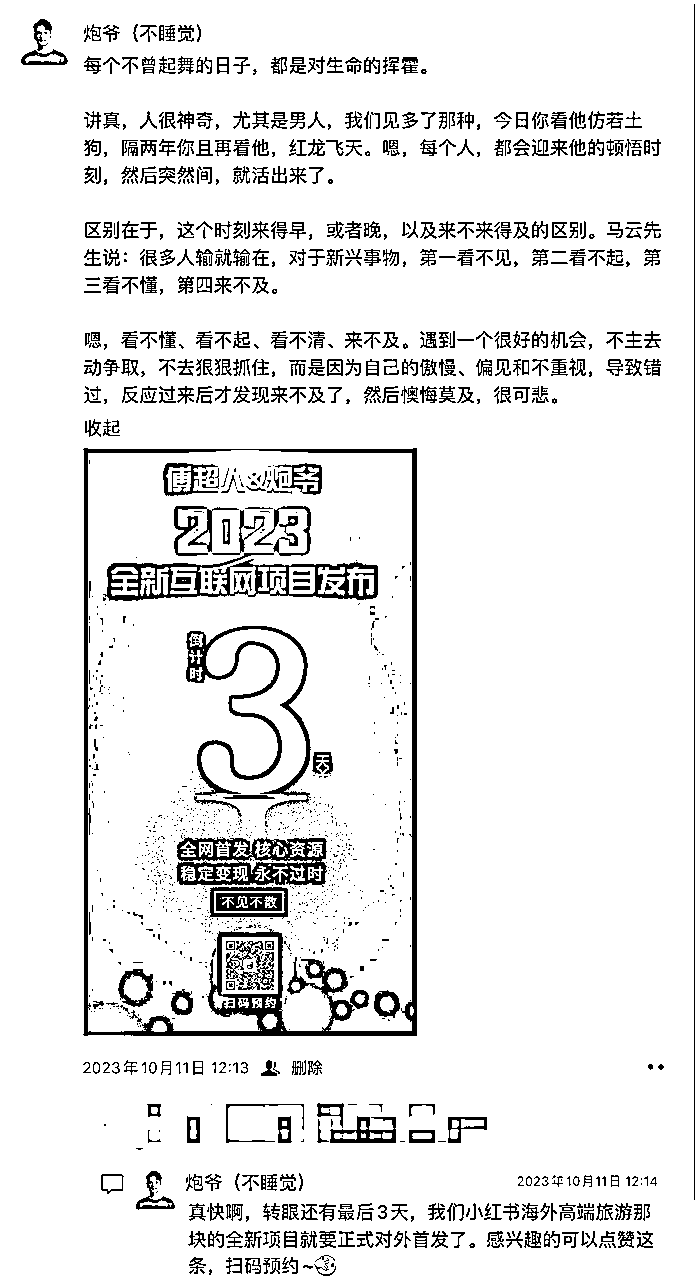 炮爷（不睡觉）
每个不曾起舞的日子，都是对生命的挥霍。
讲真，人很神奇，尤其是男人，我们见多了那种，今日你看他仿若土
狗，隔两年你且再看他，红龙飞天。嗯，每个人，都会迎来他的顿悟时
刻，然后突然间，就活出来了。
区别在于，这个时刻来得早，或者晚，以及来不来得及的区别。马云先
生说：很多人输就输在，对于新兴事物，第一看不见，第二看不起，第
三看不懂，第四来不及。
嗯，看不懂、看不起、看不清、来不及。遇到一个很好的机会，不主去
动争取，不去狠狠抓住，而是因为自己的傲慢、偏见和不重视，导致错
过，反应过来后才发现来不及了，然后懊悔莫及，很可悲。
收起
傅超人&炮爷
2023
全新互联网项目发布
倒计时
3
天
全网首发 核心资源
稳定变现 永不过时
不见不散
扫码预约
2023年10月11日 12:13 删除
炮爷（不睡觉）
2023年10月11日 12:14
真快啊，转眼还有最后3天，我们小红书海外高端旅游那
块的全新项目就要正式对外首发了。感兴趣的可以点赞这
条，扫码预约~